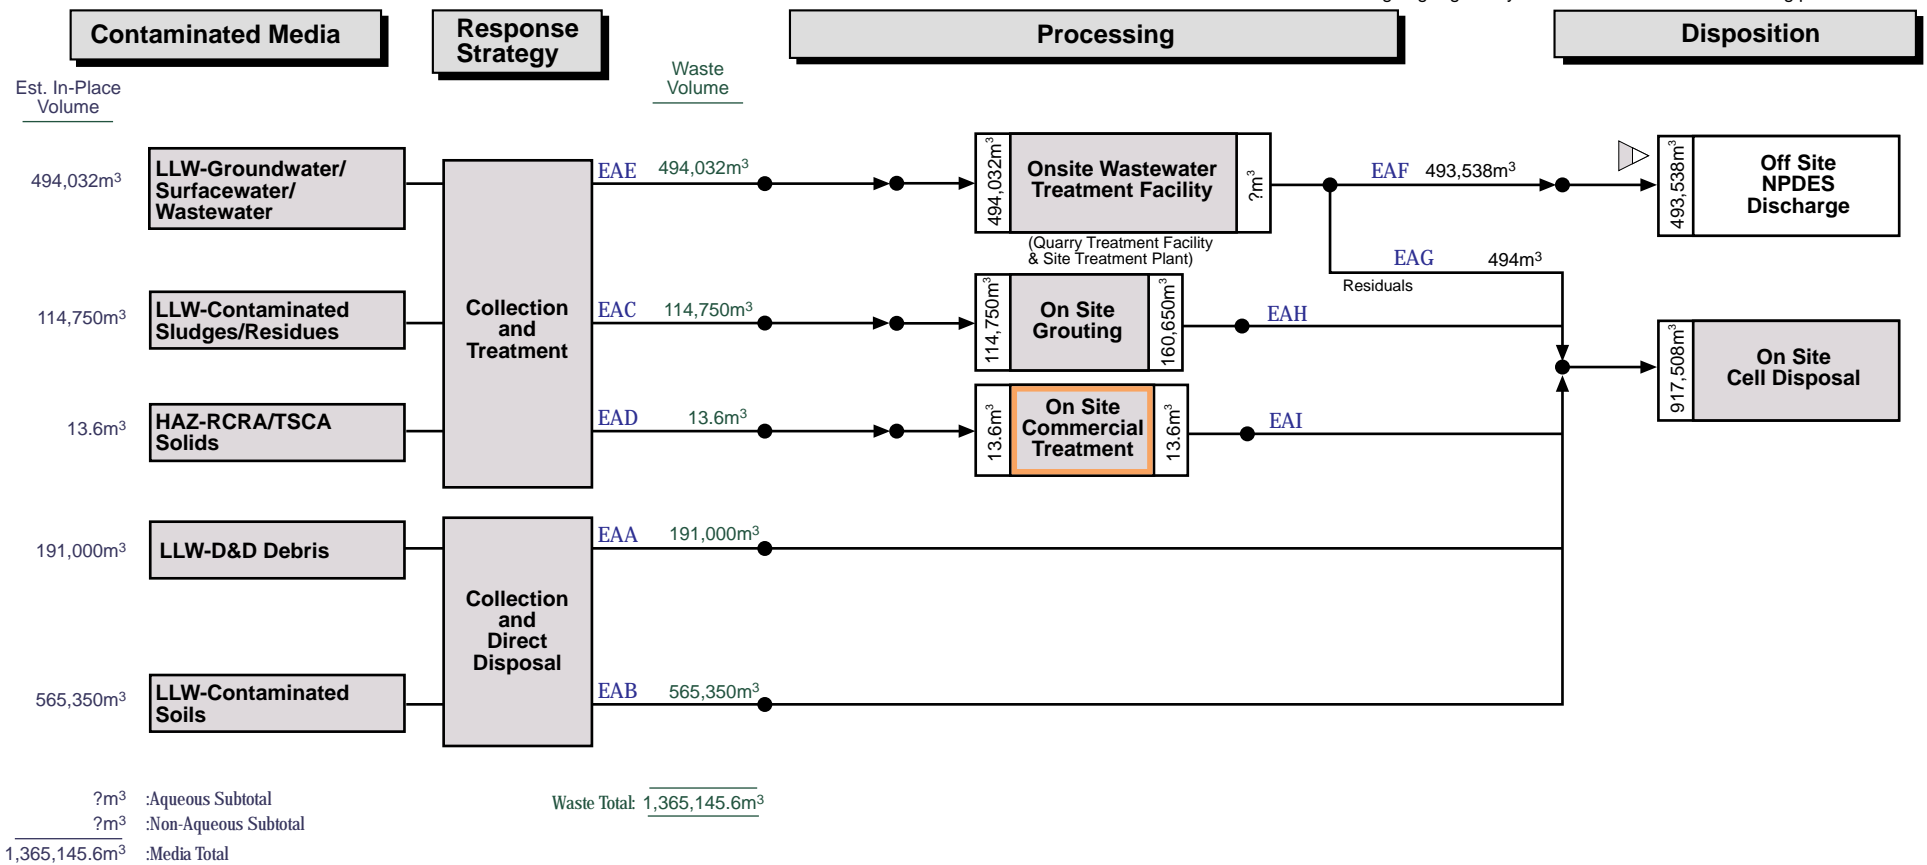 Contaminated Media
Response
Strategy
Processing
Disposition
Est. In-Place
Volume
Waste
Volume
494,032m³
LLW-Groundwater/
Surfacewater/
Wastewater
EAE 494,032m³
494,032m³
Onsite Wastewater
Treatment Facility
?m³
(Quarry Treatment Facility
& Site Treatment Plant)
EAF 493,538m³
493,538m³
Off Site
NPDES
Discharge
EAG 494m³
Residuals
114,750m³
LLW-Contaminated
Sludges/Residues
Collection
and
Treatment
EAC 114,750m³
114,750m³
On Site
Grouting
160,650m³
EAH
917,508m³
On Site
Cell Disposal
13.6m³
HAZ-RCRA/TSCA
Solids
EAD 13.6m³
13.6m³
On Site
Commercial
Treatment
13.6m³
EAI
191,000m³
LLW-D&D Debris
EAA 191,000m³
Collection
and
Direct
Disposal
565,350m³
LLW-Contaminated
Soils
EAB 565,350m³
?m³ :Aqueous Subtotal
?m³ :Non-Aqueous Subtotal
1,365,145.6m³ :Media Total
Waste Total: 1,365,145.6m³